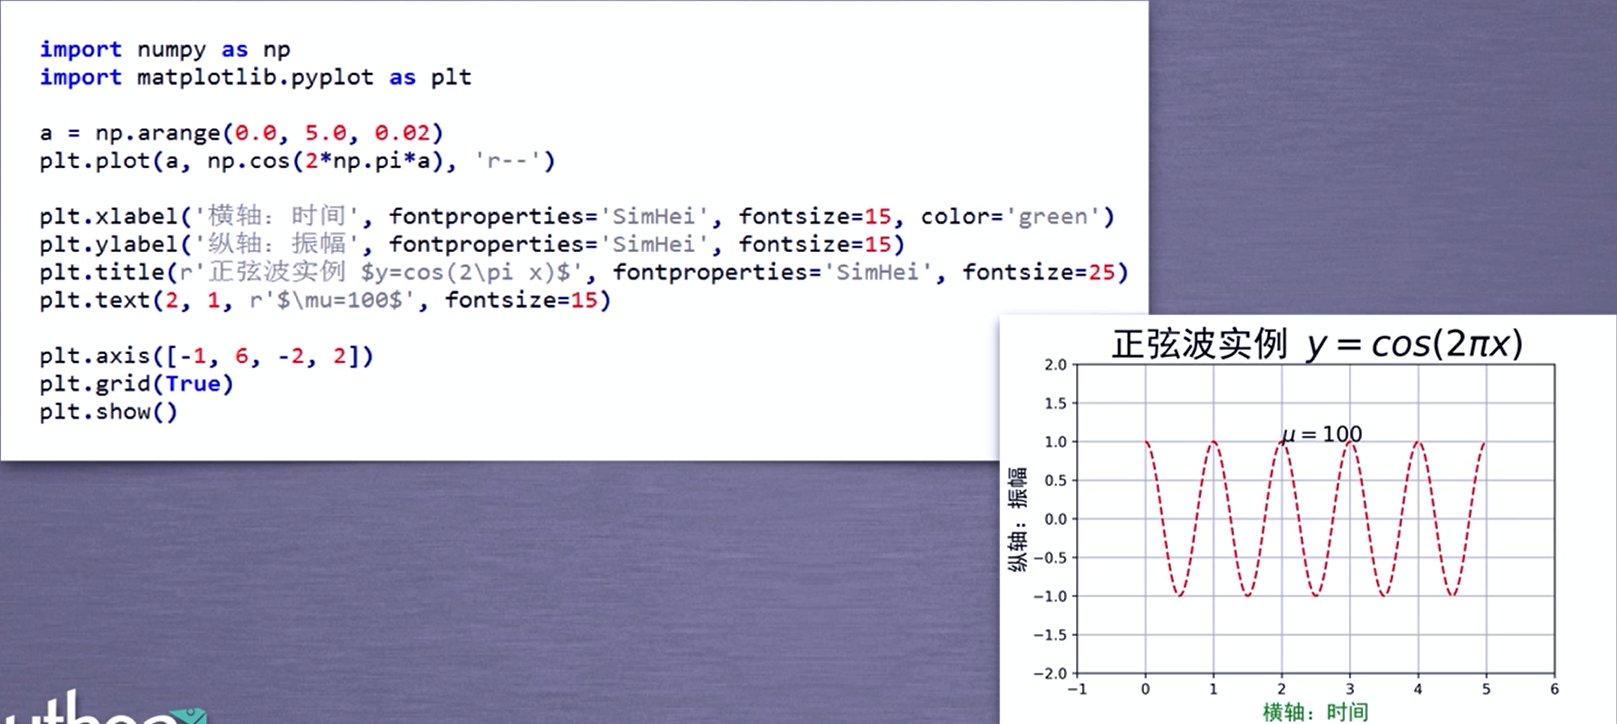 import numpy as np
import matplotlib.pyplot as plt
a = np.arange(0.0, 5.0, 0.02)
plt.plot(a, np.cos(2*np.pi*a), 'r--')
plt.xlabel('横轴: 时间', fontproperties='SimHei', fontsize=15, color='green')
plt.ylabel('纵轴: 振幅', fontproperties='SimHei', fontsize=15)
plt.title(r'正弦波实例 $y=cos(2\pi x)$', fontproperties='SimHei', fontsize=25)
plt.text(2, 1, r'$\mu=100$', fontsize=15)
plt.axis([-1, 6, -2, 2])
plt.grid(True)
plt.show()
正弦波实例 y = cos(2πx)
2.0
1.5
μ = 100
1.0
0.5
0.0
−0.5
−1.0
−1.5
−2.0
纵轴: 振幅
−1 0 1 2 3 4 5 6
横轴: 时间